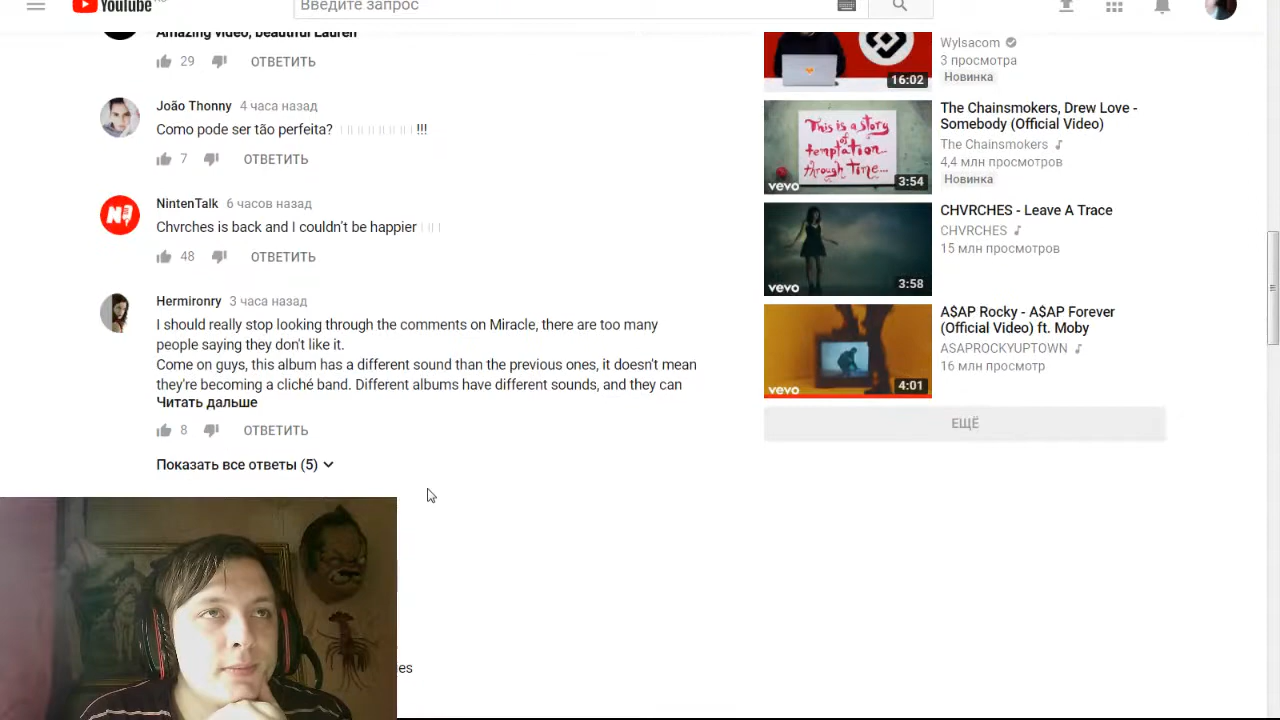 YouTube
Введите запрос
Amazing video, beautiful Lauren
29 ОТВЕТИТЬ
João Thonny 4 часа назад
Como pode ser tão perfeita? !!!
7 ОТВЕТИТЬ
NintenTalk 6 часов назад
Chvrches is back and I couldn't be happier
48 ОТВЕТИТЬ
Hermironry 3 часа назад
I should really stop looking through the comments on Miracle, there are too many
people saying they don't like it.
Come on guys, this album has a different sound than the previous ones, it doesn't mean
they're becoming a cliché band. Different albums have different sounds, and they can
Читать дальше
8 ОТВЕТИТЬ
Показать все ответы (5)
es
16:02
Wylsacom
3 просмотра
Новинка
This is a story
of
temptation...
through time...
vevo
3:54
The Chainsmokers, Drew Love -
Somebody (Official Video)
The Chainsmokers
4,4 млн просмотров
Новинка
vevo
3:58
CHVRCHES - Leave A Trace
CHVRCHES
15 млн просмотров
vevo
4:01
A$AP Rocky - A$AP Forever
(Official Video) ft. Moby
ASAPROCKYUPTOWN
16 млн просмотр
ЕЩЁ